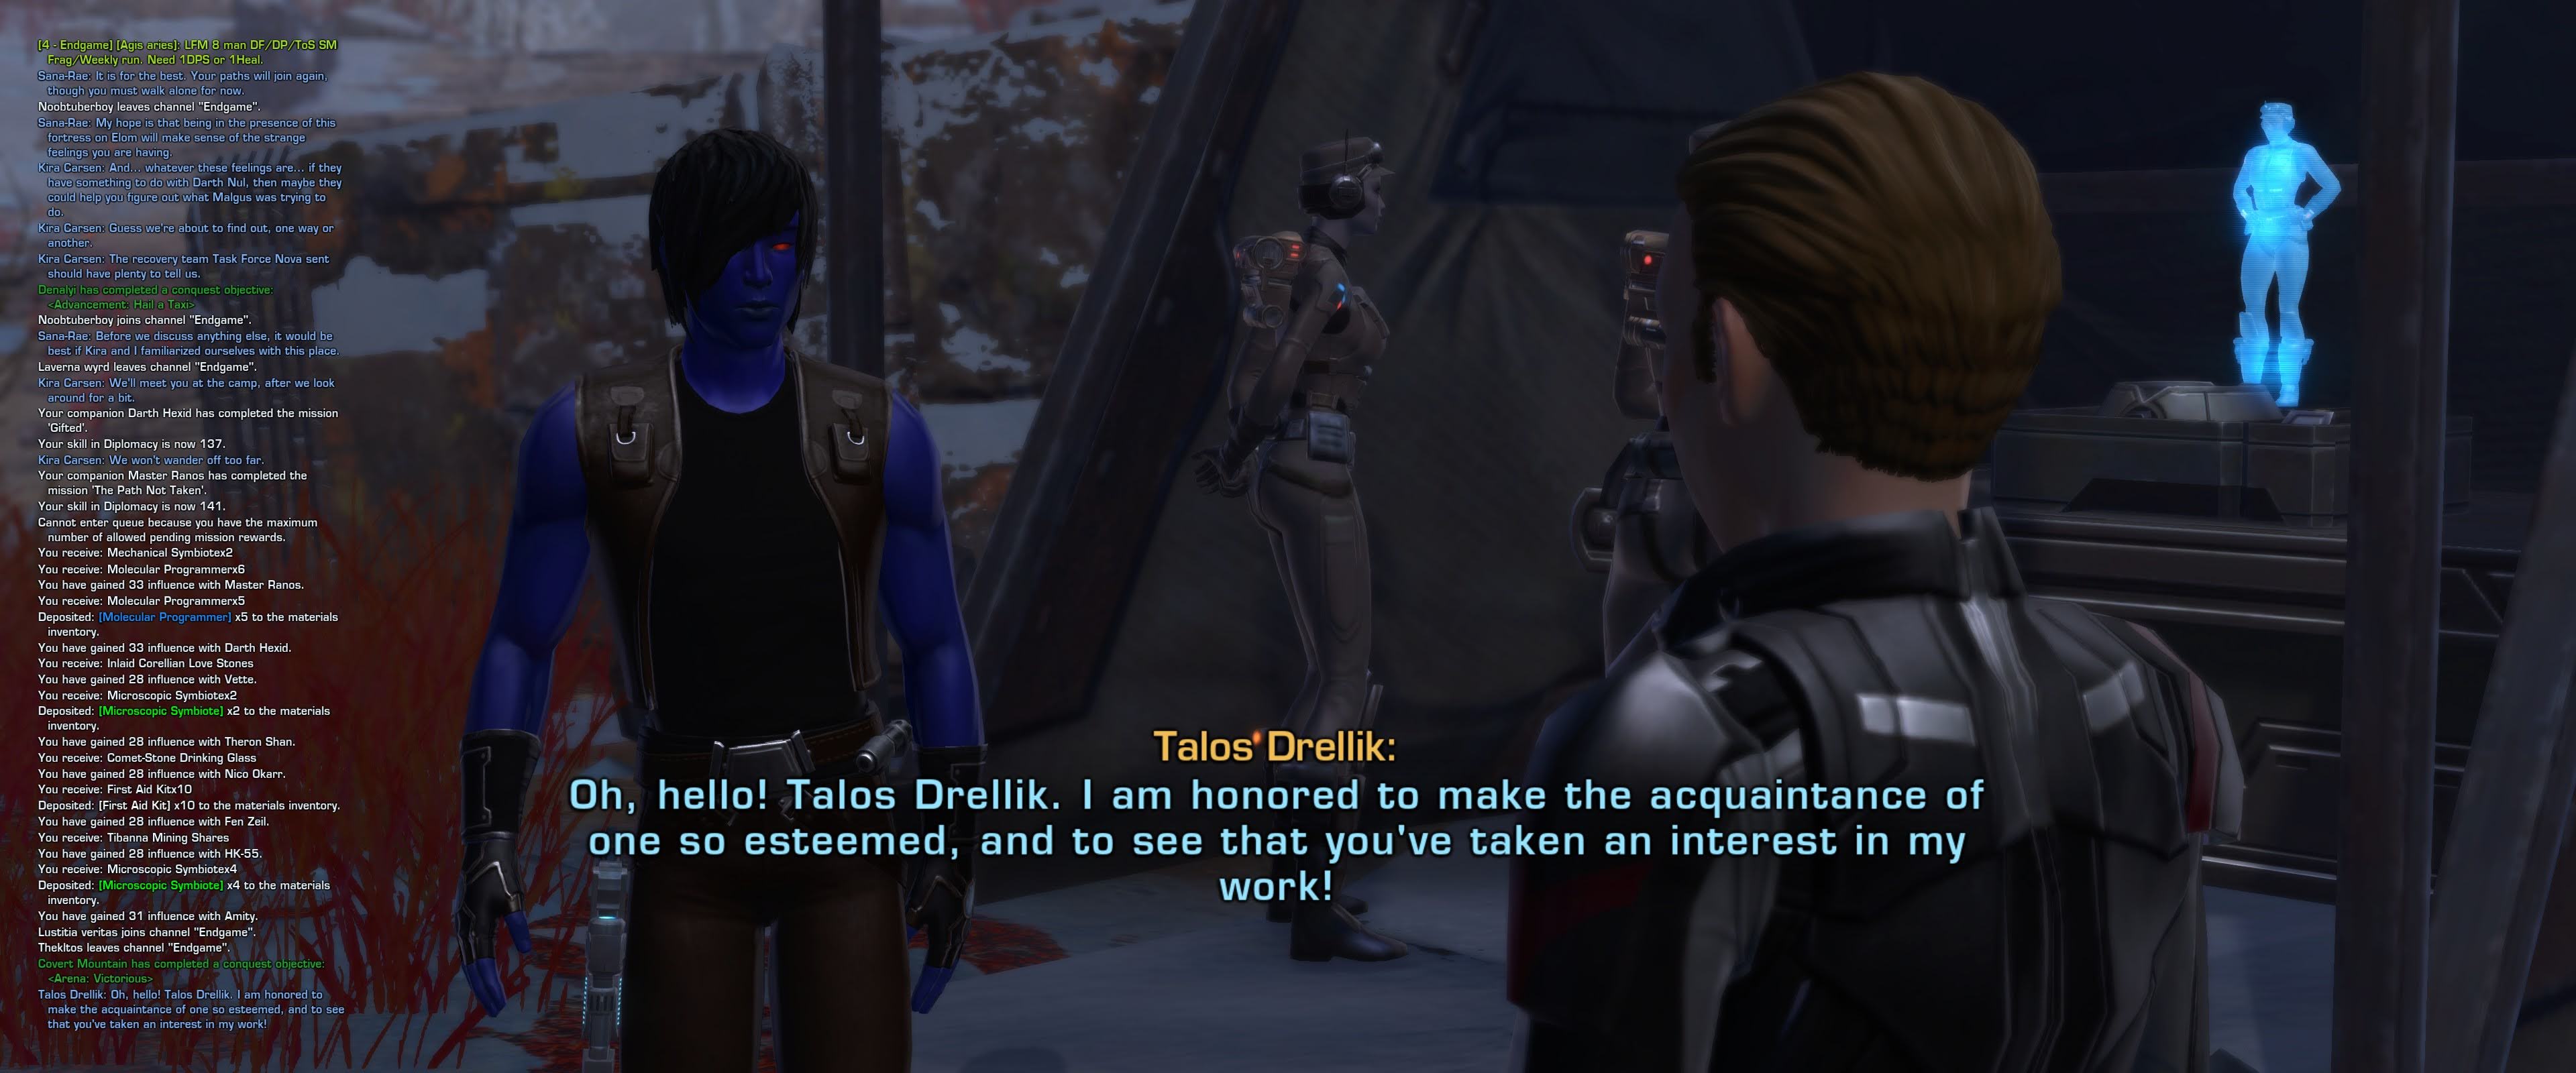 [4 - Endgame] [Agis aries]: LFM 8 man DF/DP/ToS SM
Frag/Weekly run. Need 1DPS or 1Heal.
Sana-Rae: It is for the best. Your paths will join again,
though you must walk alone for now.
Noobtuberboy leaves channel "Endgame".
Sana-Rae: My hope is that being in the presence of this
fortress on Elom will make sense of the strange
feelings you are having.
Kira Carsen: And... whatever these feelings are... if they
have something to do with Darth Nul, then maybe they
could help you figure out what Malgus was trying to
do.
Kira Carsen: Guess we're about to find out, one way or
another.
Kira Carsen: The recovery team Task Force Nova sent
should have plenty to tell us.
Denalyi has completed a conquest objective:
<Advancement: Hail a Taxi>
Noobtuberboy joins channel "Endgame".
Sana-Rae: Before we discuss anything else, it would be
best if Kira and I familiarized ourselves with this place.
Laverna wyrd leaves channel "Endgame".
Kira Carsen: We'll meet you at the camp, after we look
around for a bit.
Your companion Darth Hexid has completed the mission
'Gifted'.
Your skill in Diplomacy is now 137.
Kira Carsen: We won't wander off too far.
Your companion Master Ranos has completed the
mission 'The Path Not Taken'.
Your skill in Diplomacy is now 141.
Cannot enter queue because you have the maximum
number of allowed pending mission rewards.
You receive: Mechanical Symbiotex2
You receive: Molecular Programmerx6
You have gained 33 influence with Master Ranos.
You receive: Molecular Programmerx5
Deposited: [Molecular Programmer] x5 to the materials
inventory.
You have gained 33 influence with Darth Hexid.
You receive: Inlaid Corellian Love Stones
You have gained 28 influence with Vette.
You receive: Microscopic Symbiotex2
Deposited: [Microscopic Symbiote] x2 to the materials
inventory.
You have gained 28 influence with Theron Shan.
You receive: Comet-Stone Drinking Glass
You have gained 28 influence with Nico Okarr.
You receive: First Aid Kitx10
Deposited: [First Aid Kit] x10 to the materials inventory.
You have gained 28 influence with Fen Zeil.
You receive: Tibanna Mining Shares
You have gained 28 influence with HK-55.
You receive: Microscopic Symbiotex4
Deposited: [Microscopic Symbiote] x4 to the materials
inventory.
You have gained 31 influence with Amity.
Lustitia veritas joins channel "Endgame".
Thekltos leaves channel "Endgame".
Covert Mountain has completed a conquest objective:
<Arena: Victorious>
Talos Drellik: Oh, hello! Talos Drellik. I am honored to
make the acquaintance of one so esteemed, and to see
that you've taken an interest in my work!
Talos Drellik:
Oh, hello! Talos Drellik. I am honored to make the acquaintance of
one so esteemed, and to see that you've taken an interest in my
work!